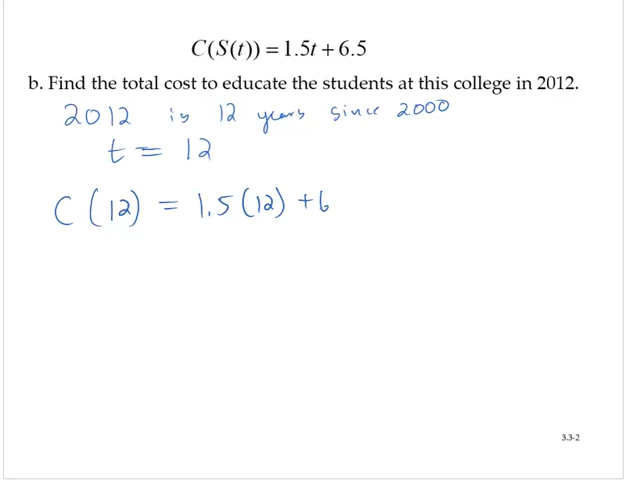 C(S(t)) = 1.5t + 6.5
b. Find the total cost to educate the students at this college in 2012.
2012 is 12 years since 2000
t = 12
C (12) = 1.5 (12) + 6
3.3-2